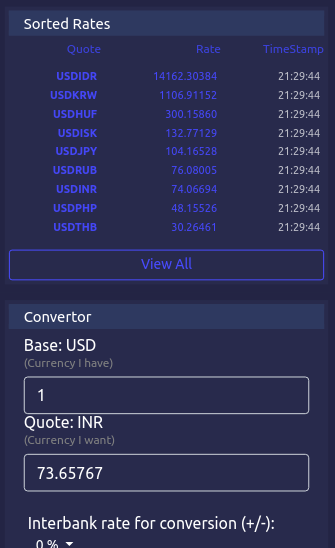 Sorted Rates
Quote Rate TimeStamp
USDIDR 14162.30384 21:29:44
USDKRW 1106.91152 21:29:44
USDHUF 300.15860 21:29:44
USDISK 132.77129 21:29:44
USDJPY 104.16528 21:29:44
USDRUB 76.08005 21:29:44
USDINR 74.06694 21:29:44
USDPHP 48.15526 21:29:44
USDTHB 30.26461 21:29:44
View All
Convertor
Base: USD
(Currency I have)
1
Quote: INR
(Currency I want)
73.65767
Interbank rate for conversion (+/-):
0 %